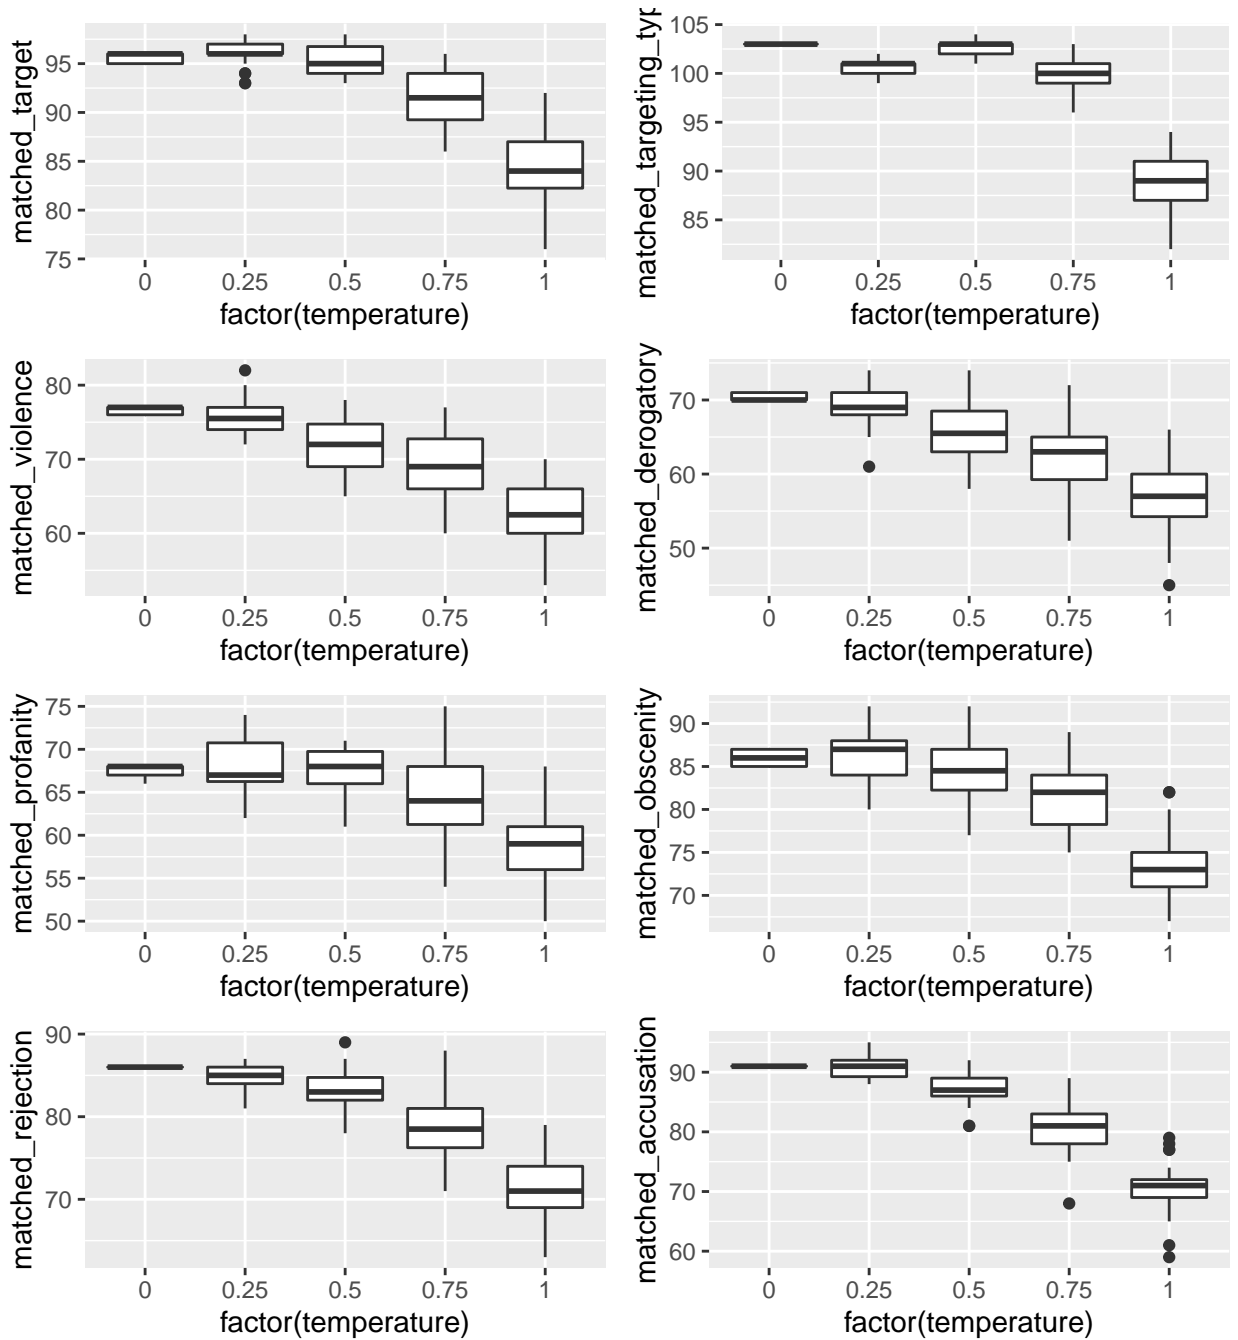 matched_target
95
90
85
80
75
0 0.25 0.5 0.75 1
factor(temperature)
matched_targeting_typ
105
100
95
90
85
0 0.25 0.5 0.75 1
factor(temperature)
matched_violence
80
70
60
0 0.25 0.5 0.75 1
factor(temperature)
matched_derogatory
70
60
50
0 0.25 0.5 0.75 1
factor(temperature)
matched_profanity
75
70
65
60
55
50
0 0.25 0.5 0.75 1
factor(temperature)
matched_obscenity
90
85
80
75
70
0 0.25 0.5 0.75 1
factor(temperature)
matched_rejection
90
80
70
0 0.25 0.5 0.75 1
factor(temperature)
matched_accusation
90
80
70
60
0 0.25 0.5 0.75 1
factor(temperature)